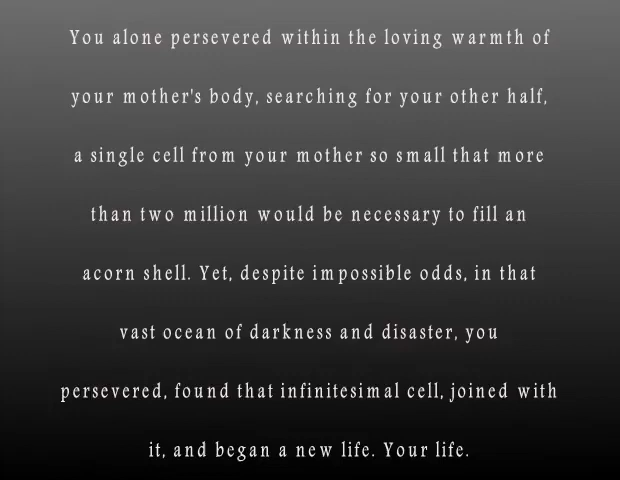 You alone persevered within the loving warmth of
your mother's body, searching for your other half,
a single cell from your mother so small that more
than two million would be necessary to fill an
acorn shell. Yet, despite impossible odds, in that
vast ocean of darkness and disaster, you
persevered, found that infinitesimal cell, joined with
it, and began a new life. Your life.